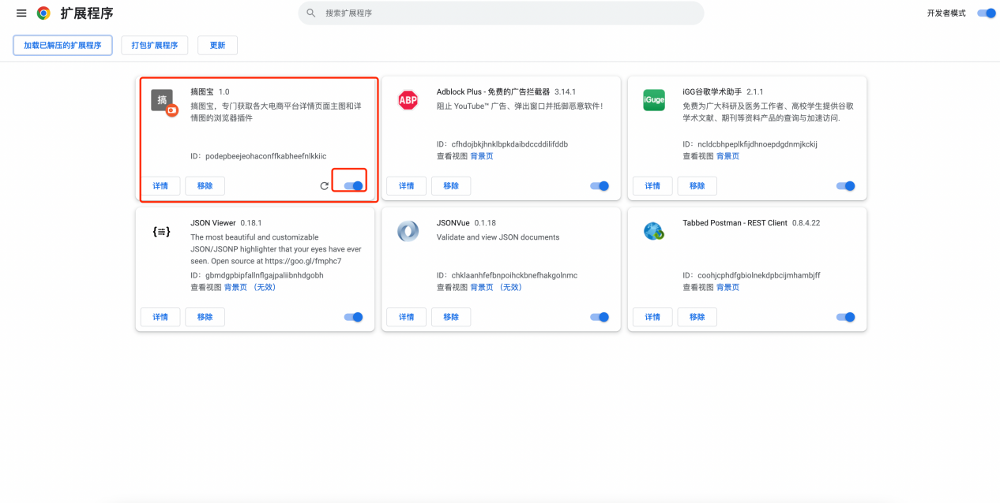 扩展程序
搜索扩展程序
开发者模式
加载已解压的扩展程序
打包扩展程序
更新
搞
搞图宝 1.0
搞图宝，专门获取各大电商平台详情页面主图和详
情图的浏览器插件
ID： podepbeejeohaconffkabheefnlkkiic
详情
移除
ABP
Adblock Plus - 免费的广告拦截器 3.14.1
阻止 YouTube™ 广告、弹出窗口并抵御恶意软件！
ID： cfhdojbkjhnklbpkdaibdccddilifddb
查看视图 背景页
详情
移除
iGuge
iGG谷歌学术助手 2.1.1
免费为广大科研及医务工作者、高校学生提供谷歌
学术文献、期刊等资料产品的查询与加速访问.
ID： ncldcbhpeplkfijdhnoepdgdnmjkckij
查看视图 背景页
详情
移除
JSON Viewer 0.18.1
The most beautiful and customizable
JSON/JSONP highlighter that your eyes have ever
seen. Open source at https://goo.gl/fmphc7
ID： gbmdgpbipfallnflgajpaliibnhdgobh
查看视图 背景页 （无效）
详情
移除
JSONVue 0.1.18
Validate and view JSON documents
ID： chklaanhfefbnpoihckbnefhakgolnmc
查看视图 背景页 （无效）
详情
移除
Tabbed Postman - REST Client 0.8.4.22
ID： coohjcphdfgbiolnekdpbcijmhambjff
查看视图 背景页
详情
移除